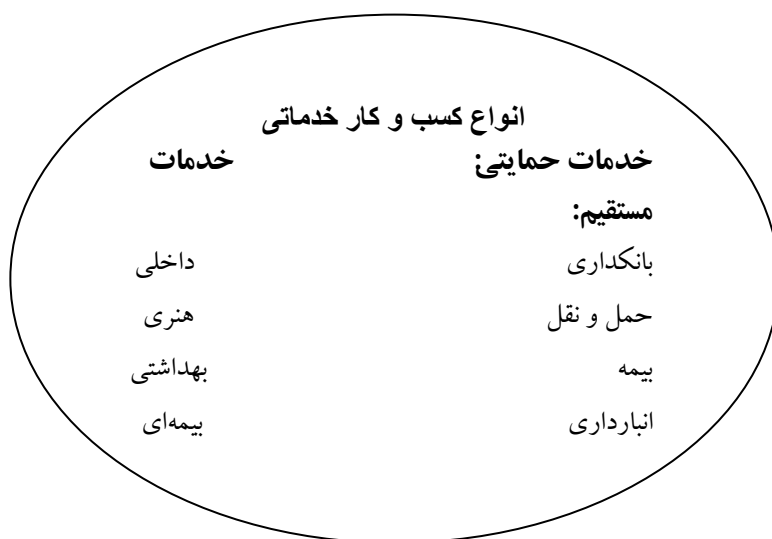 انواع کسب و کار خدماتی
خدمات حمایتی: خدمات
مستقیم:
بانکداری داخلی
حمل و نقل هنری
بیمه بهداشتی
انبارداری بیمه‌ای